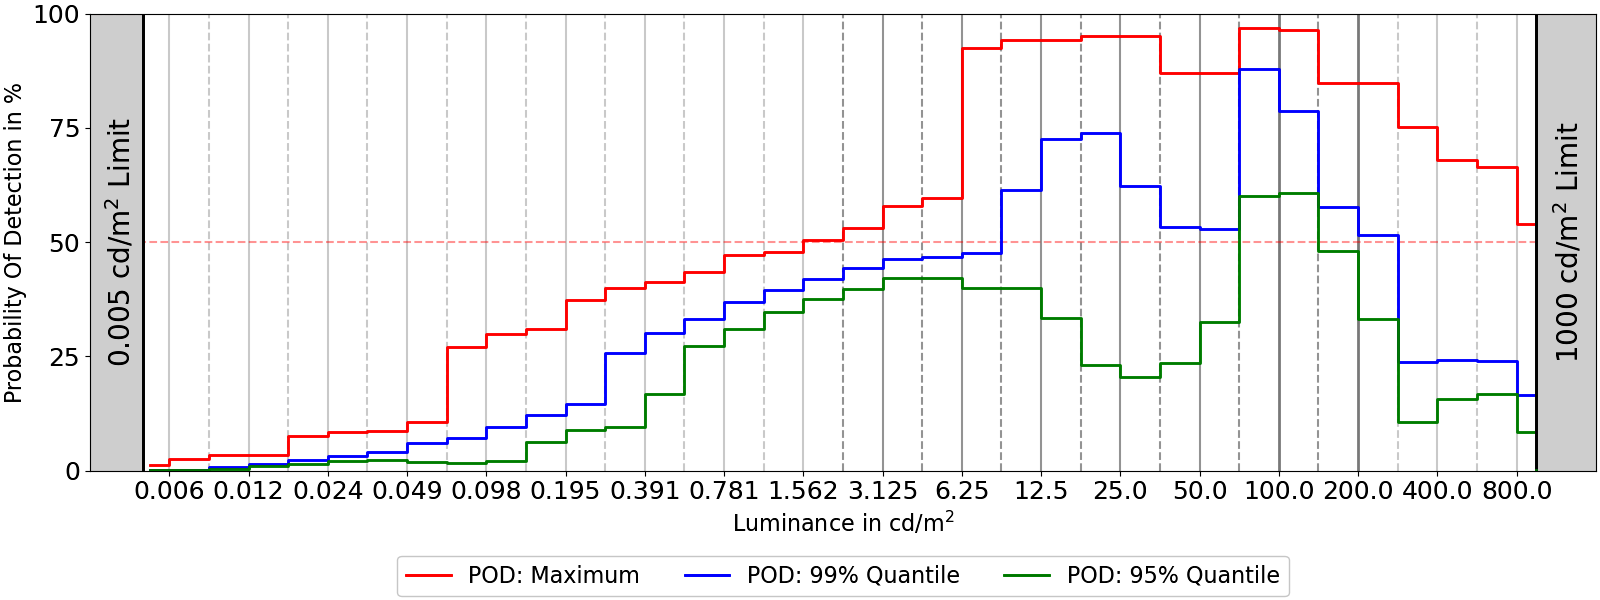 Probability Of Detection in %
100
75
50
25
0
0.005 cd/m² Limit
1000 cd/m² Limit
0.006 0.012 0.024 0.049 0.098 0.195 0.391 0.781 1.562 3.125 6.25 12.5 25.0 50.0 100.0 200.0 400.0 800.0
Luminance in cd/m²
POD: Maximum POD: 99% Quantile POD: 95% Quantile